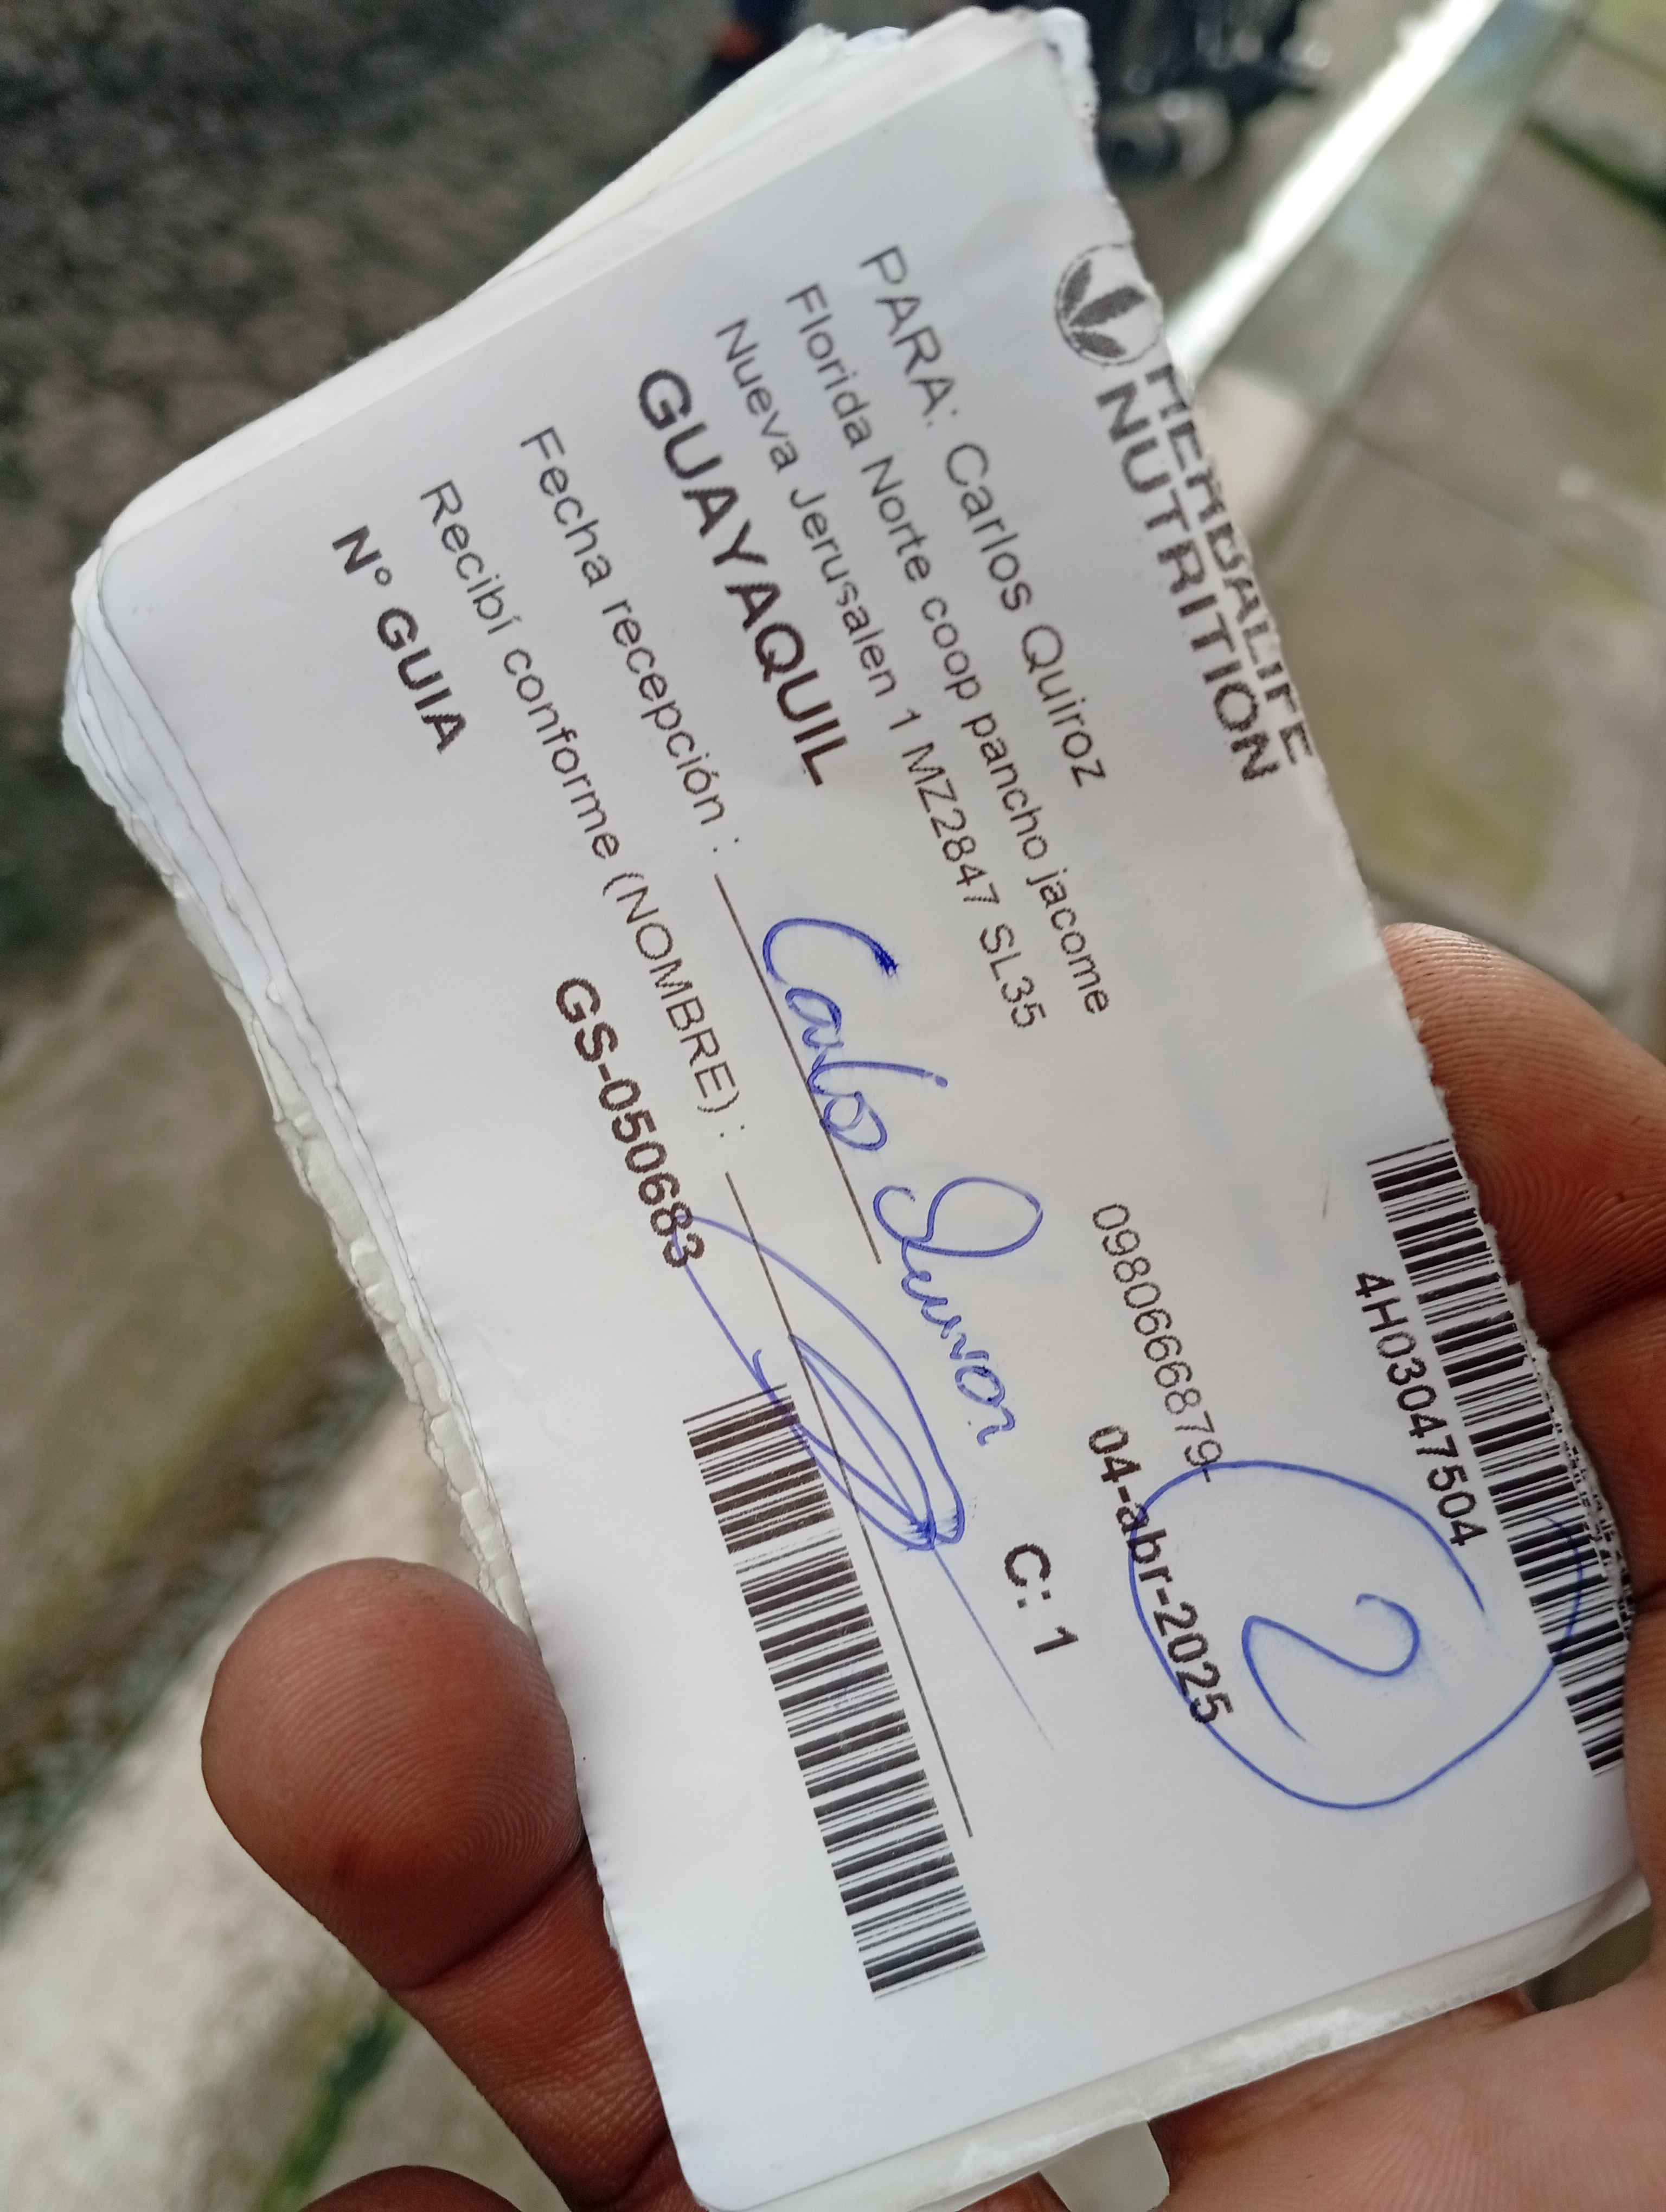 HERBALIFE
NUTRITION
4H03047504
PARA: Carlos Quiroz
Florida Norte coop pancho jacome
Nueva Jerusalen 1 MZ2847 SL35
0980666879-
2
GUAYAQUIL
04-abr-2025
Fecha recepción :
Carlos
C: 1
Recibí conforme (NOMBRE) :
Nº GUIA
GS-050683